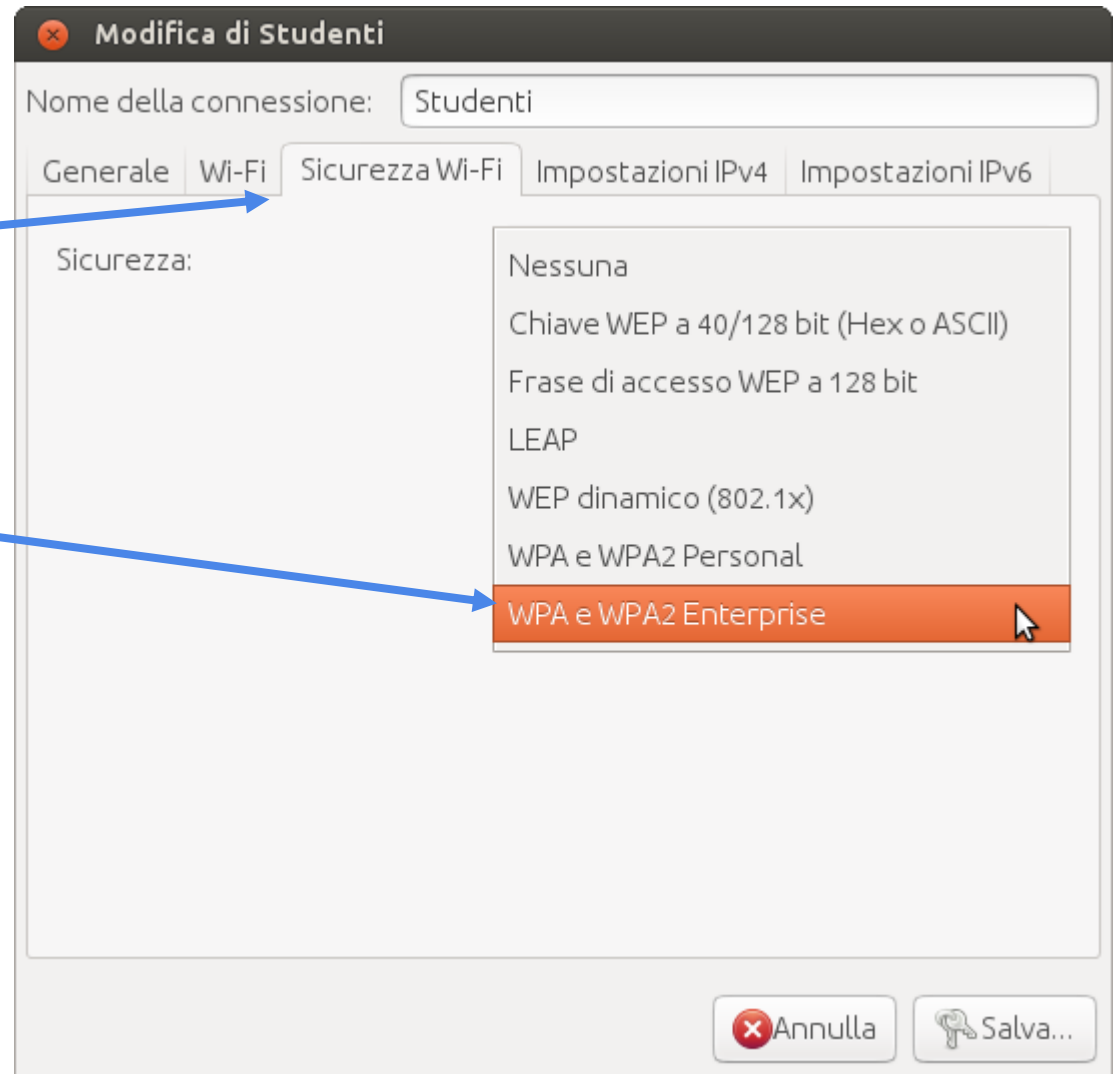 Modifica di Studenti
Nome della connessione: Studenti
Generale Wi-Fi Sicurezza Wi-Fi Impostazioni IPv4 Impostazioni IPv6
Sicurezza:
Nessuna
Chiave WEP a 40/128 bit (Hex o ASCII)
Frase di accesso WEP a 128 bit
LEAP
WEP dinamico (802.1x)
WPA e WPA2 Personal
WPA e WPA2 Enterprise
Annulla Salva...